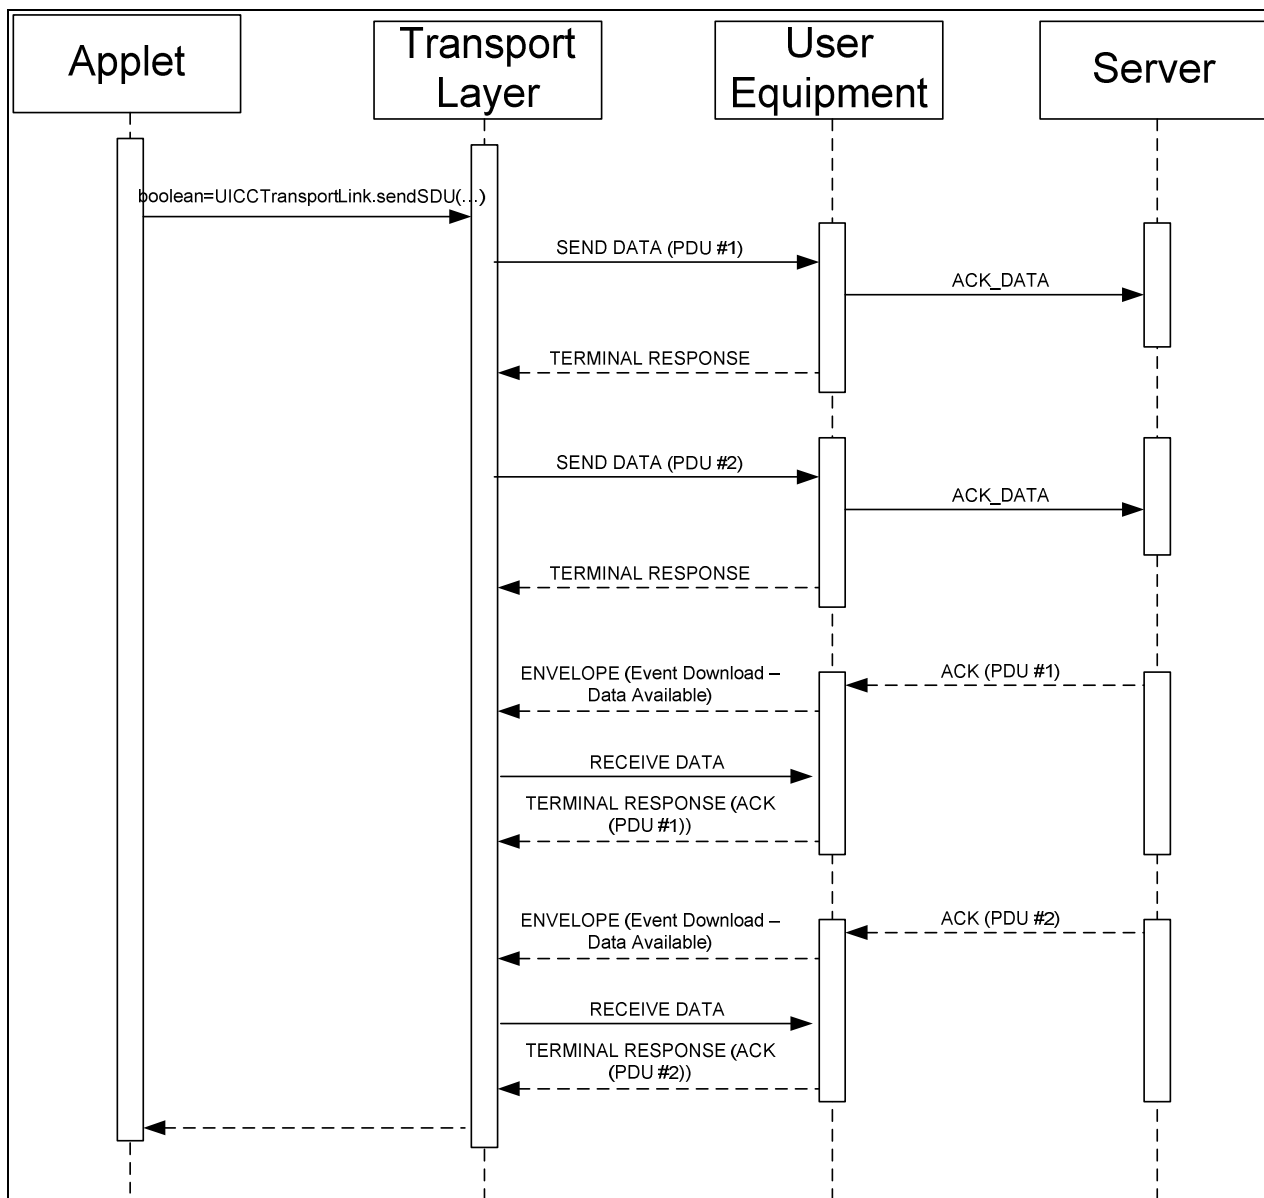 Applet
Transport
Layer
User
Equipment
Server
boolean=UICCTransportLink.sendSDU(...)
SEND DATA (PDU #1)
ACK_DATA
TERMINAL RESPONSE
SEND DATA (PDU #2)
ACK_DATA
TERMINAL RESPONSE
ACK (PDU #1)
ENVELOPE (Event Download –
Data Available)
RECEIVE DATA
TERMINAL RESPONSE (ACK
(PDU #1))
ACK (PDU #2)
ENVELOPE (Event Download –
Data Available)
RECEIVE DATA
TERMINAL RESPONSE (ACK
(PDU #2))